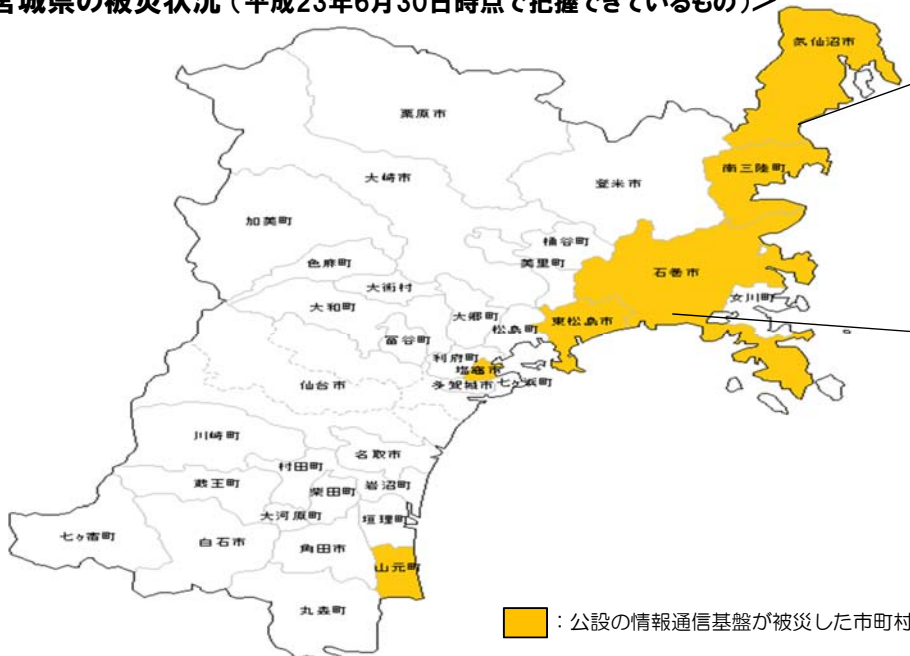 宮城県の被災状況（平成23年6月30日時点で把握できているもの）＞
気仙沼市
栗原市
南三陸町
大崎市
登米市
加美町
涌谷町
色麻町
美里町
石巻市
大衡村
女川町
大和町
大郷町
東松島市
松島町
富谷町
利府町
塩竈市
仙台市
多賀城市
七ヶ浜町
川崎町
名取市
村田町
蔵王町
柴田町
岩沼町
大河原町
亘理町
七ヶ宿町
白石市
角田市
山元町
丸森町
：公設の情報通信基盤が被災した市町村